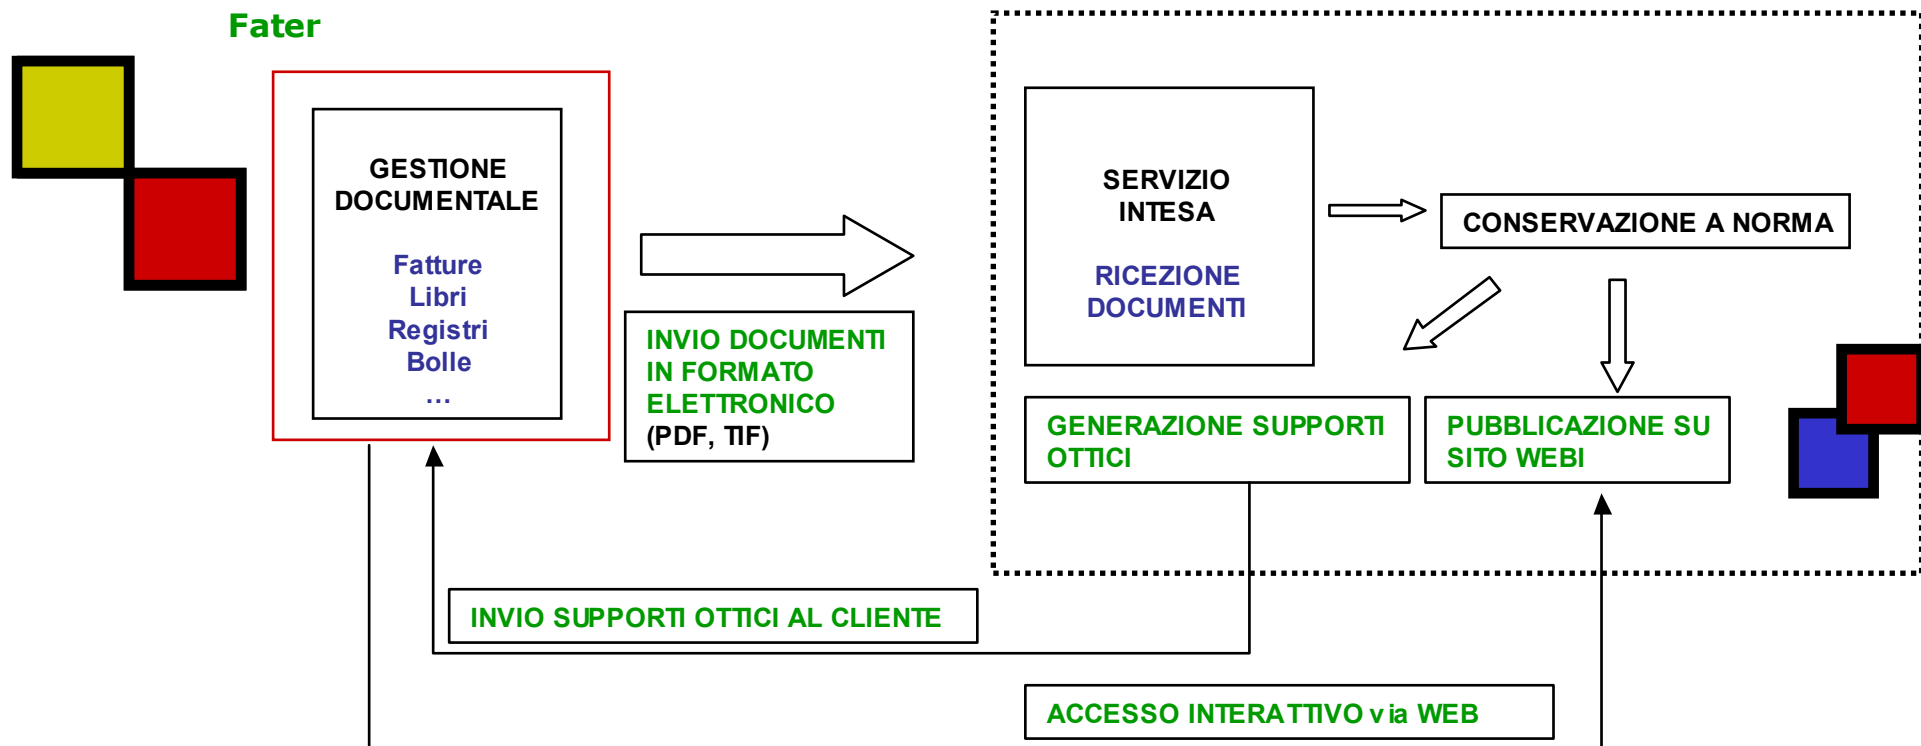 Fater
GESTIONE
DOCUMENTALE
Fatture
Libri
Registri
Bolle
…
INVIO DOCUMENTI
IN FORMATO
ELETTRONICO
(PDF, TIF)
SERVIZIO
INTESA
RICEZIONE
DOCUMENTI
CONSERVAZIONE A NORMA
GENERAZIONE SUPPORTI
OTTICI
PUBBLICAZIONE SU
SITO WEBI
INVIO SUPPORTI OTTICI AL CLIENTE
ACCESSO INTERATTIVO via WEB